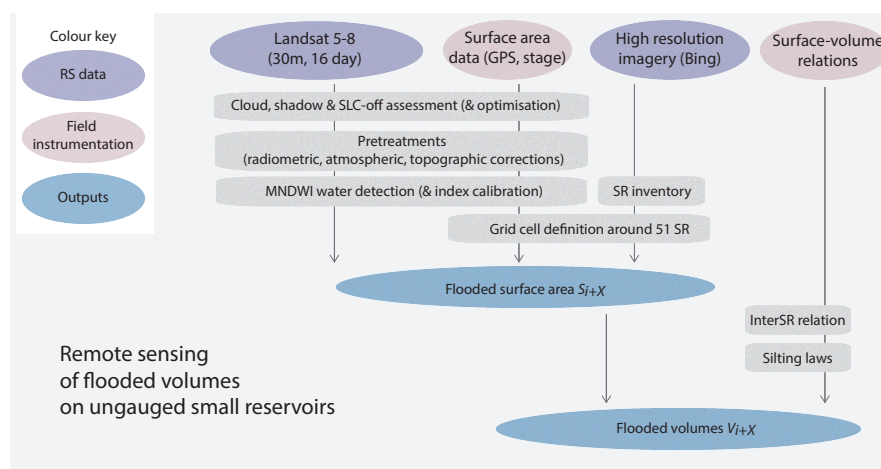 Colour key
RS data
Field
instrumentation
Outputs
Landsat 5-8
(30m, 16 day)
Surface area
data (GPS, stage)
High resolution
imagery (Bing)
Surface-volume
relations
Cloud, shadow & SLC-off assessment (& optimisation)
Pretreatments
(radiometric, atmospheric, topographic corrections)
MNDWI water detection (& index calibration)
SR inventory
Grid cell definition around 51 SR
Flooded surface area Si+X
InterSR relation
Silting laws
Remote sensing
of flooded volumes
on ungauged small reservoirs
Flooded volumes Vi+X